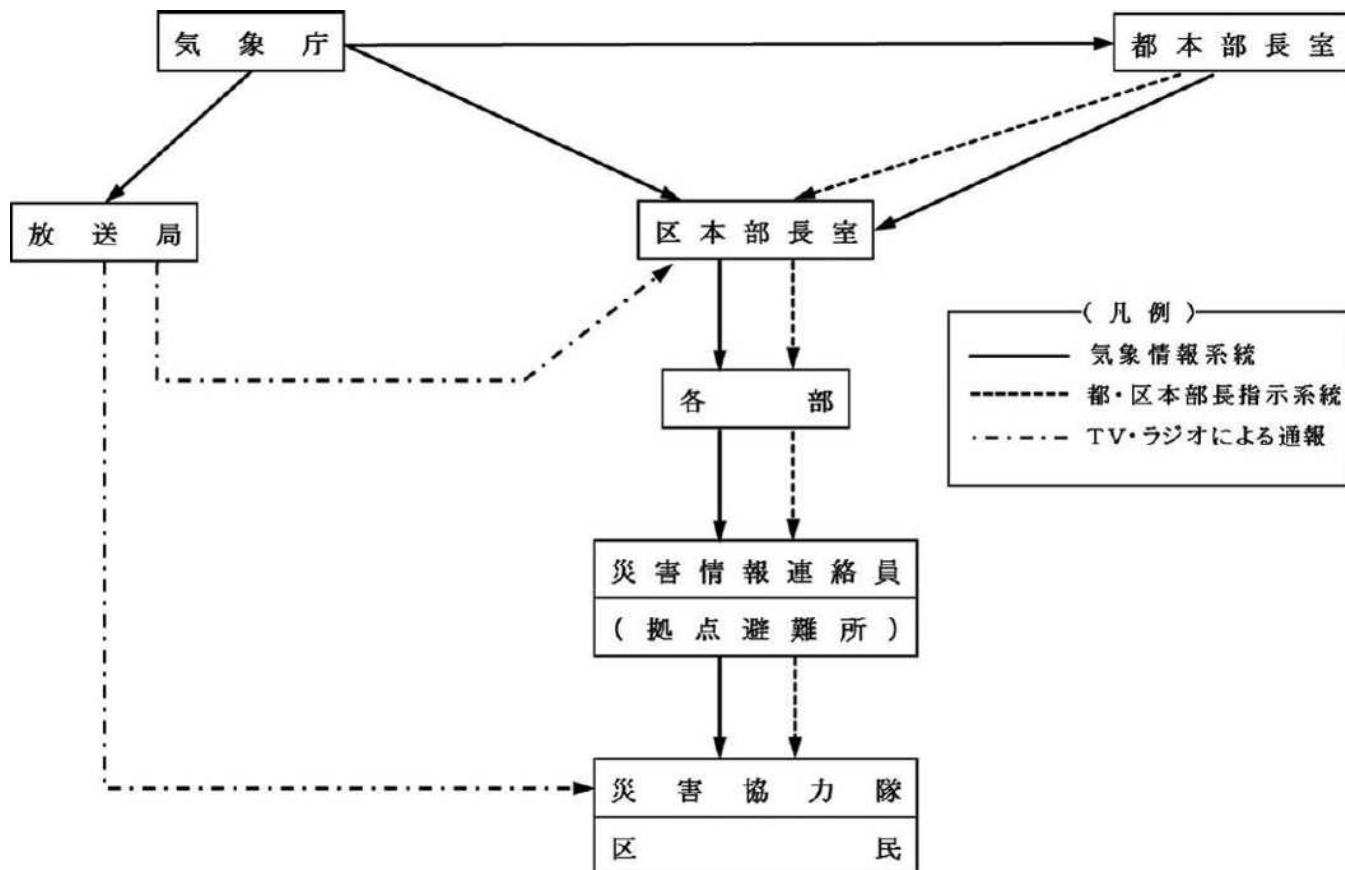 気象庁
都本部長室
放送局
区本部長室
(凡例)
気象情報系統
都・区本部長指示系統
TV・ラジオによる通報
各部
災害情報連絡員
(拠点避難所)
災害協力隊
区民